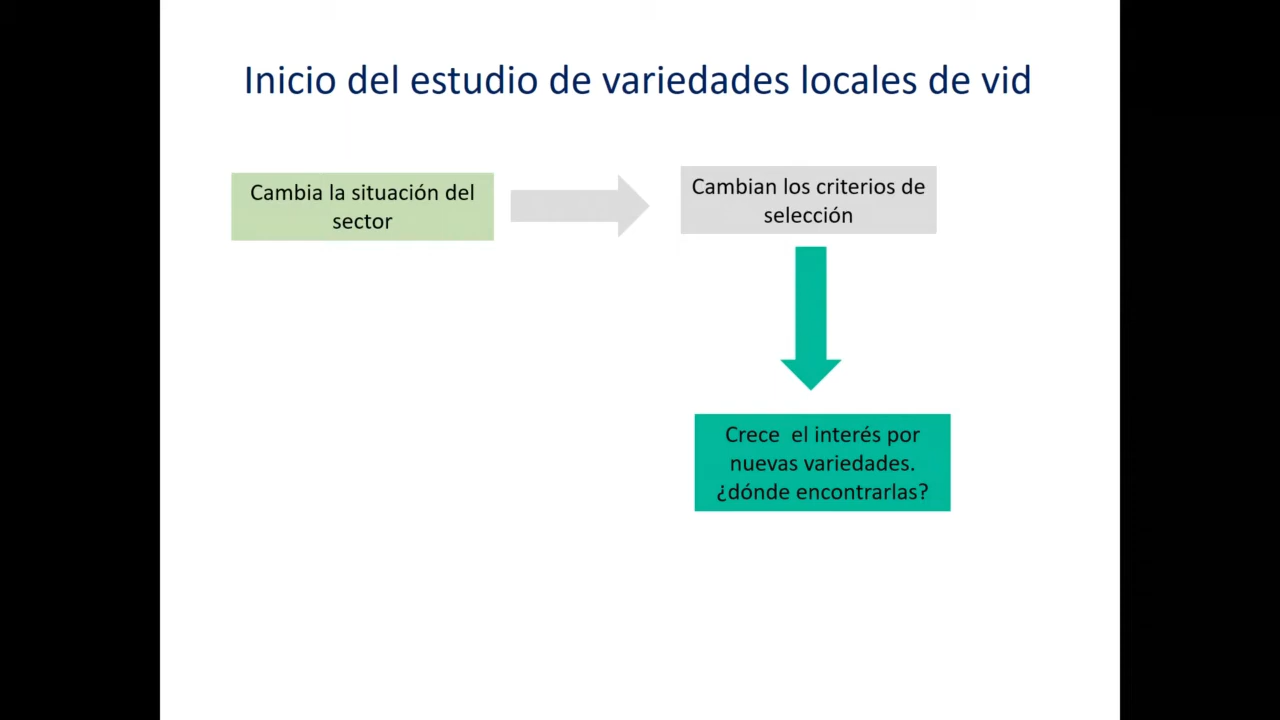 Inicio del estudio de variedades locales de vid
Cambia la situación del
sector
Cambian los criterios de
selección
Crece  el interés por
nuevas variedades.
¿dónde encontrarlas?